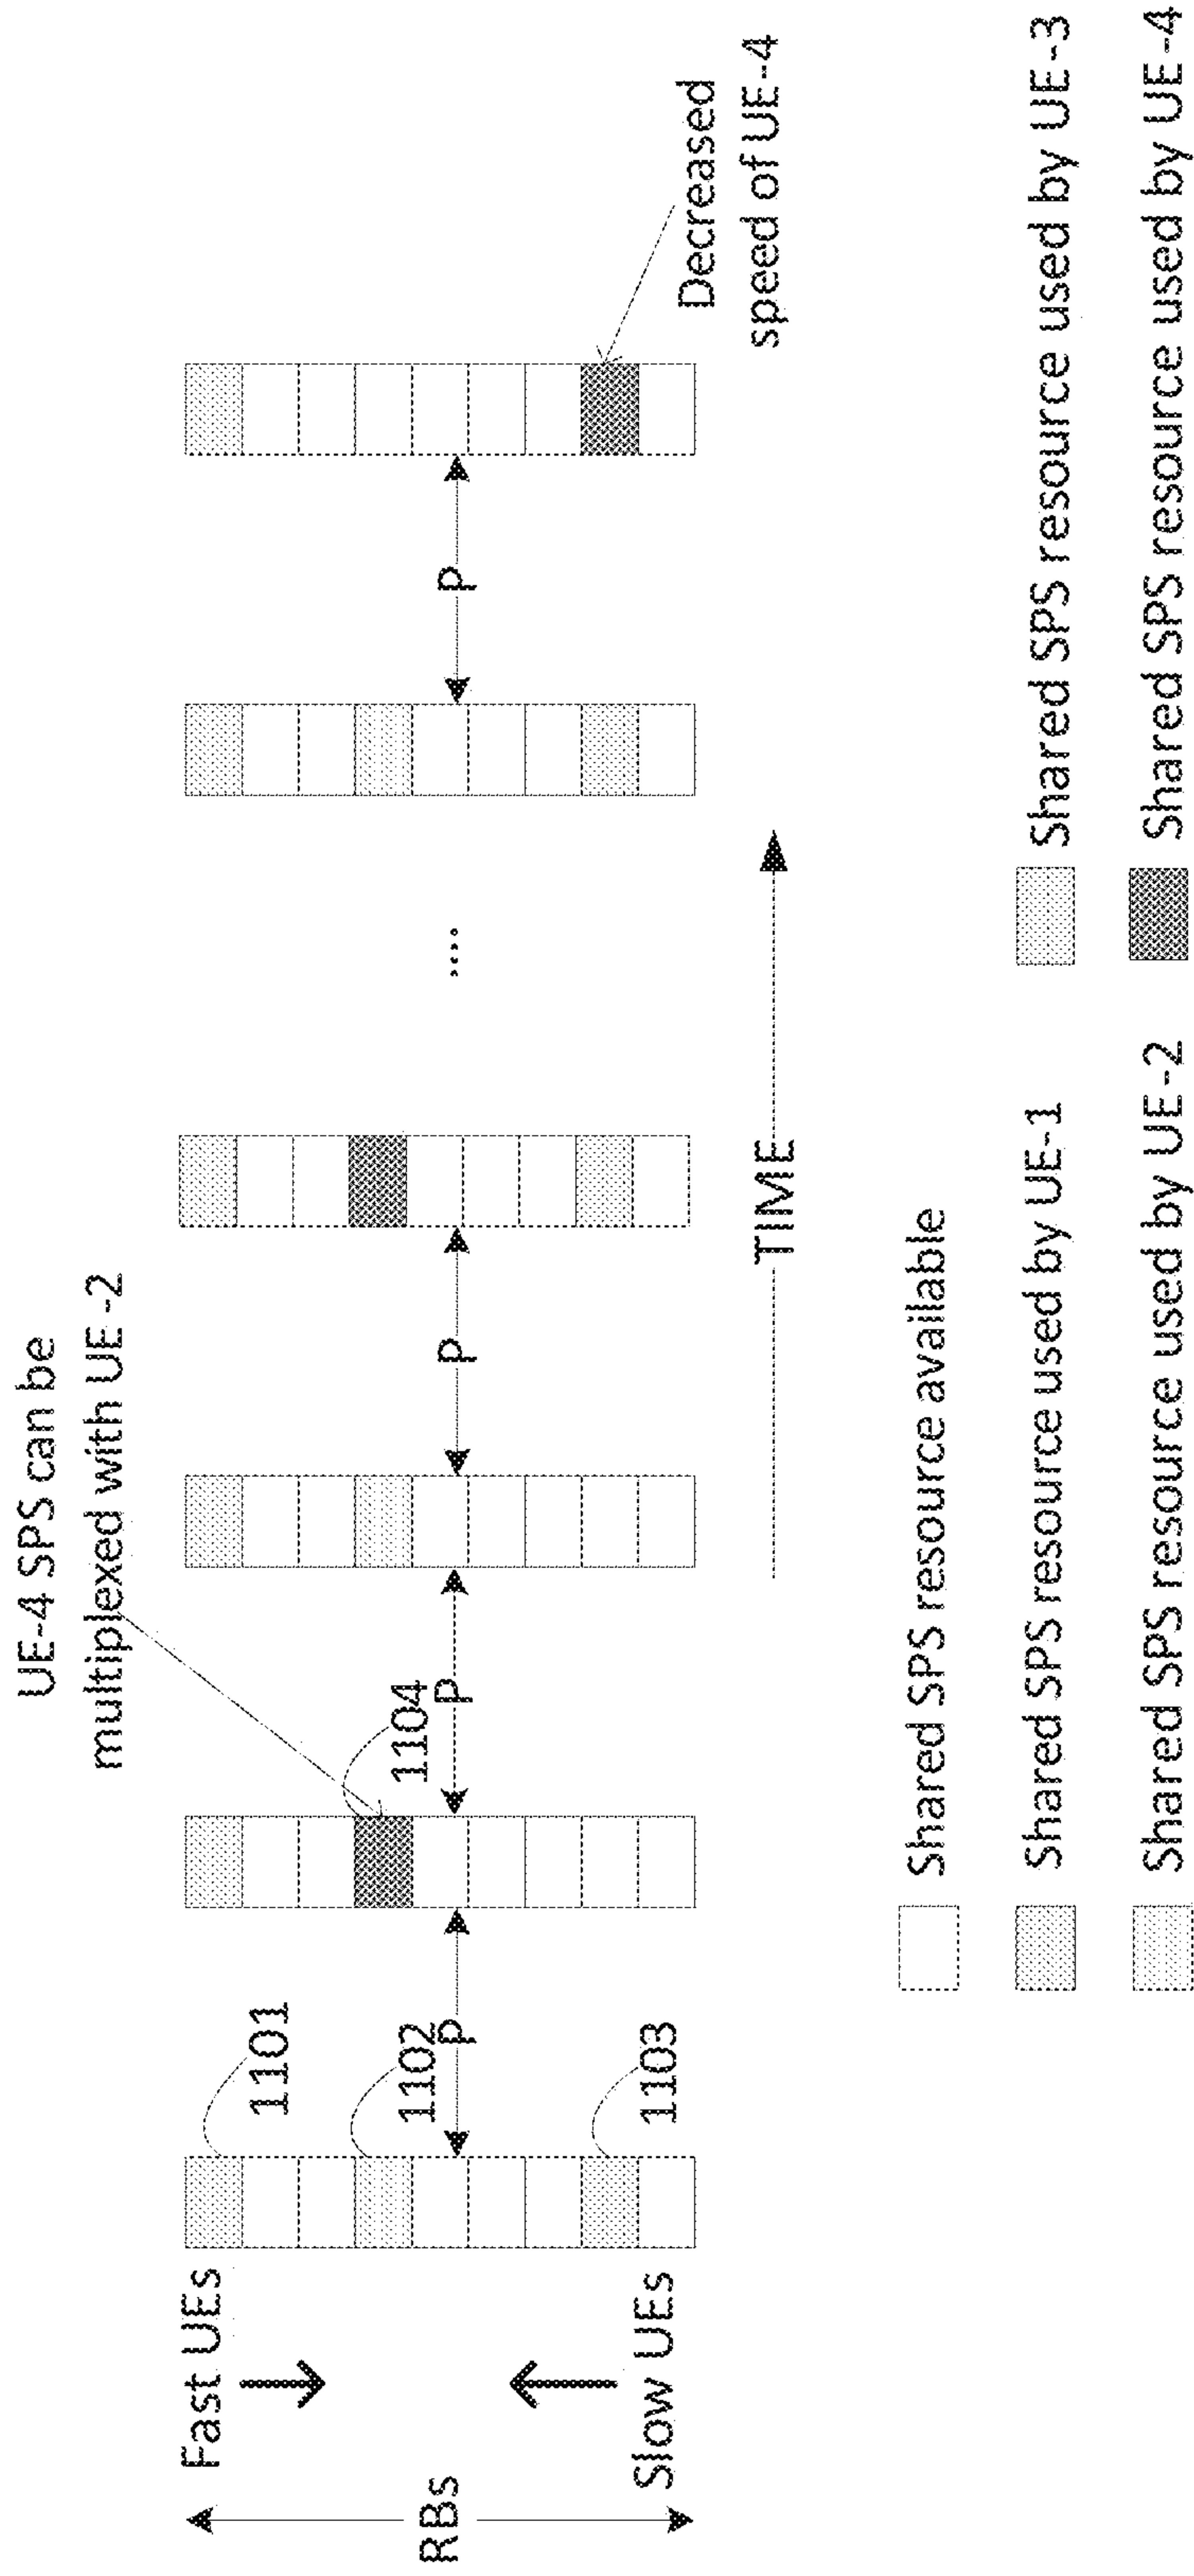 UE-4 SPS can be
multiplexed with UE -2
Fast UEs
RBs
Slow UEs
1101
1102
1103
P
1104
P
P
....
P
Decreased
speed of UE-4
TIME
Shared SPS resource available
Shared SPS resource used by UE-1
Shared SPS resource used by UE-3
Shared SPS resource used by UE-2
Shared SPS resource used by UE-4